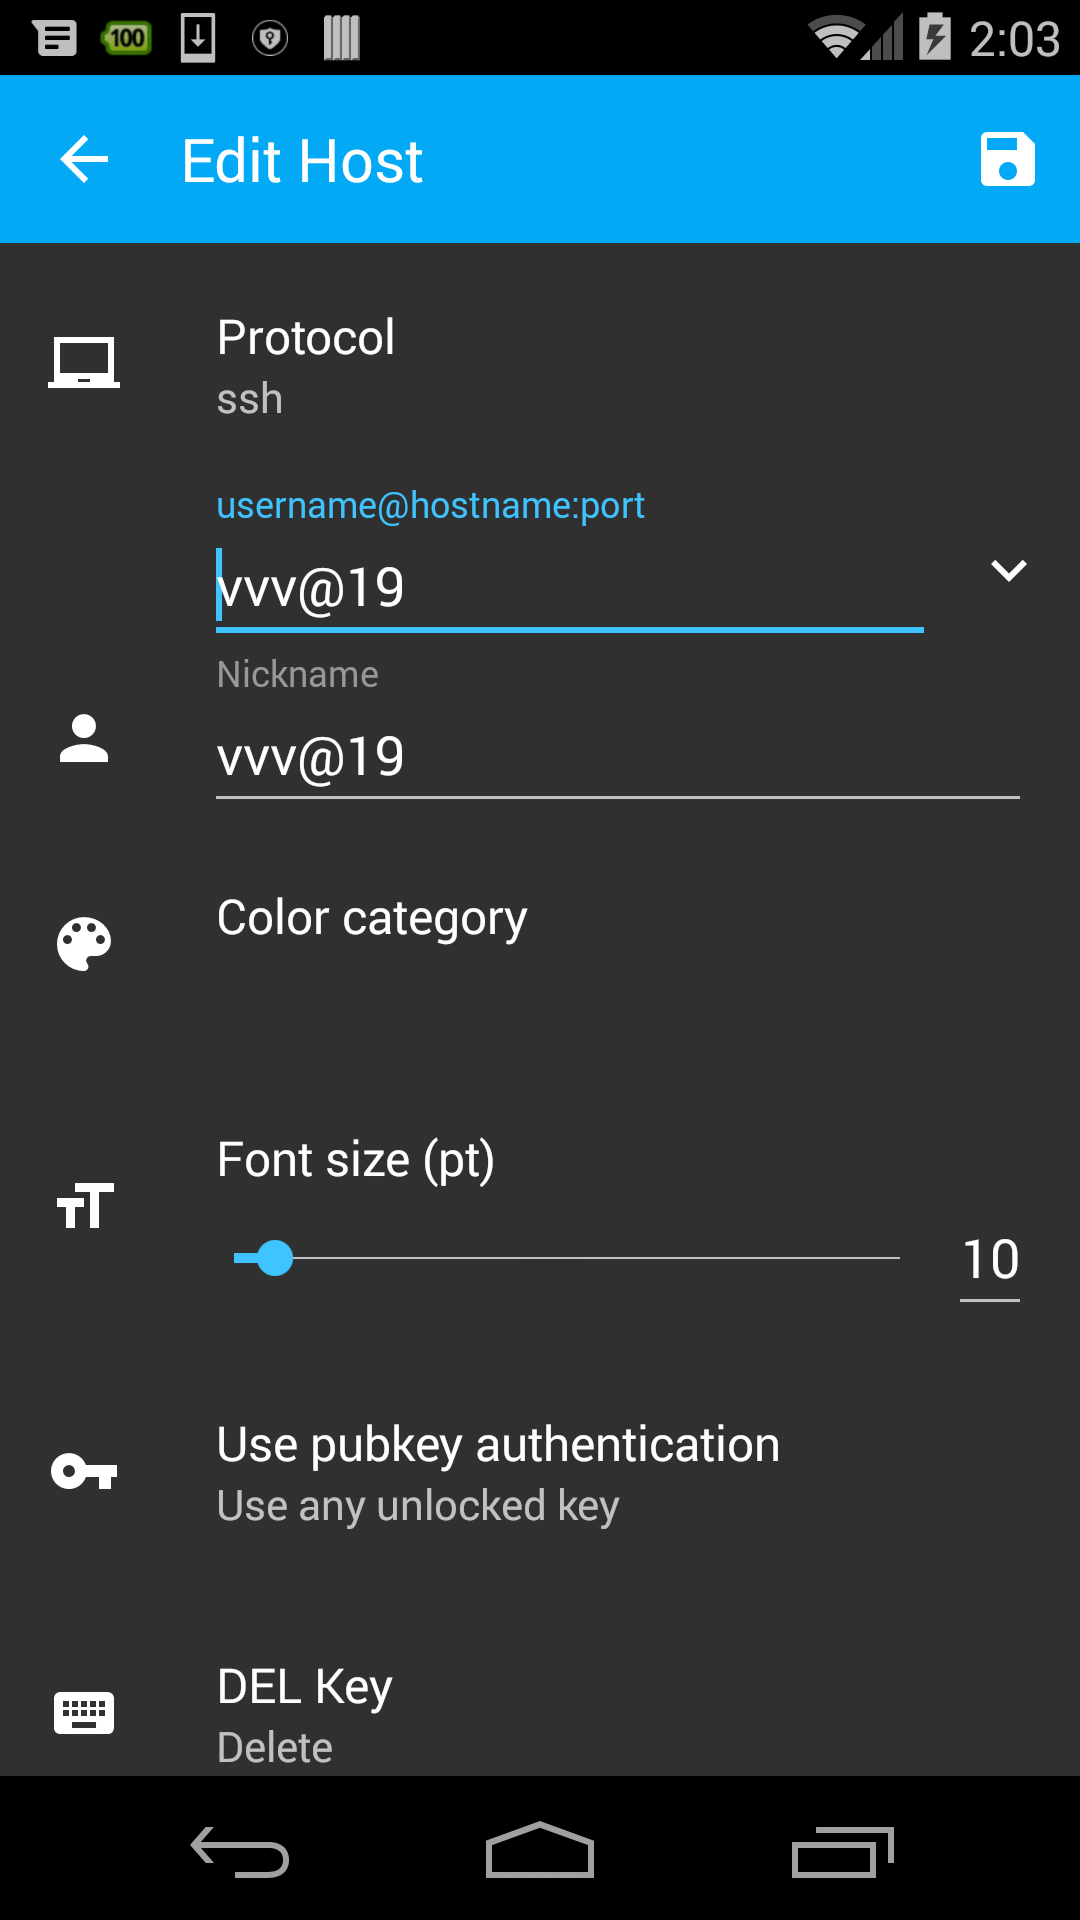 100
2:03
Edit Host
Protocol
ssh
username@hostname:port
vvv@19
Nickname
vvv@19
Color category
Font size (pt)
10
Use pubkey authentication
Use any unlocked key
DEL Key
Delete